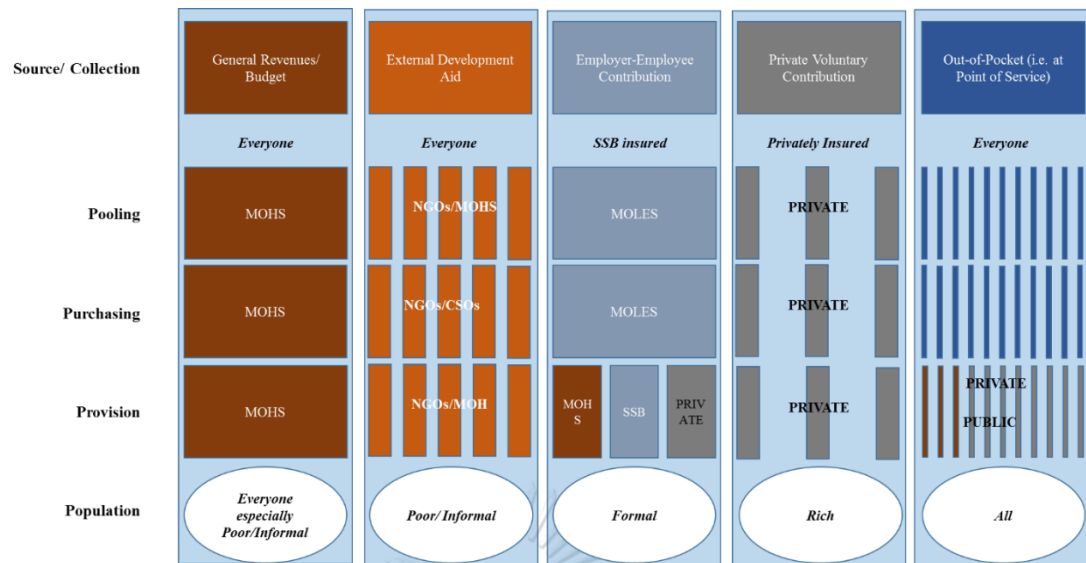 Source/ Collection
General Revenues/
Budget
External Development
Aid
Employer-Employee
Contribution
Private Voluntary
Contribution
Out-of-Pocket (i.e. at
Point of Service)
Everyone
Everyone
SSB insured
Privately Insured
Everyone
Pooling
MOHS
NGOs/MOHS
MOLES
PRIVATE
Purchasing
MOHS
NGOs/CSOs
MOLES
PRIVATE
Provision
MOHS
NGOs/MOH
MOH
S
SSB
PRIV
ATE
PRIVATE
PRIVATE
PUBLIC
Population
Everyone
especially
Poor/Informal
Poor/ Informal
Formal
Rich
All